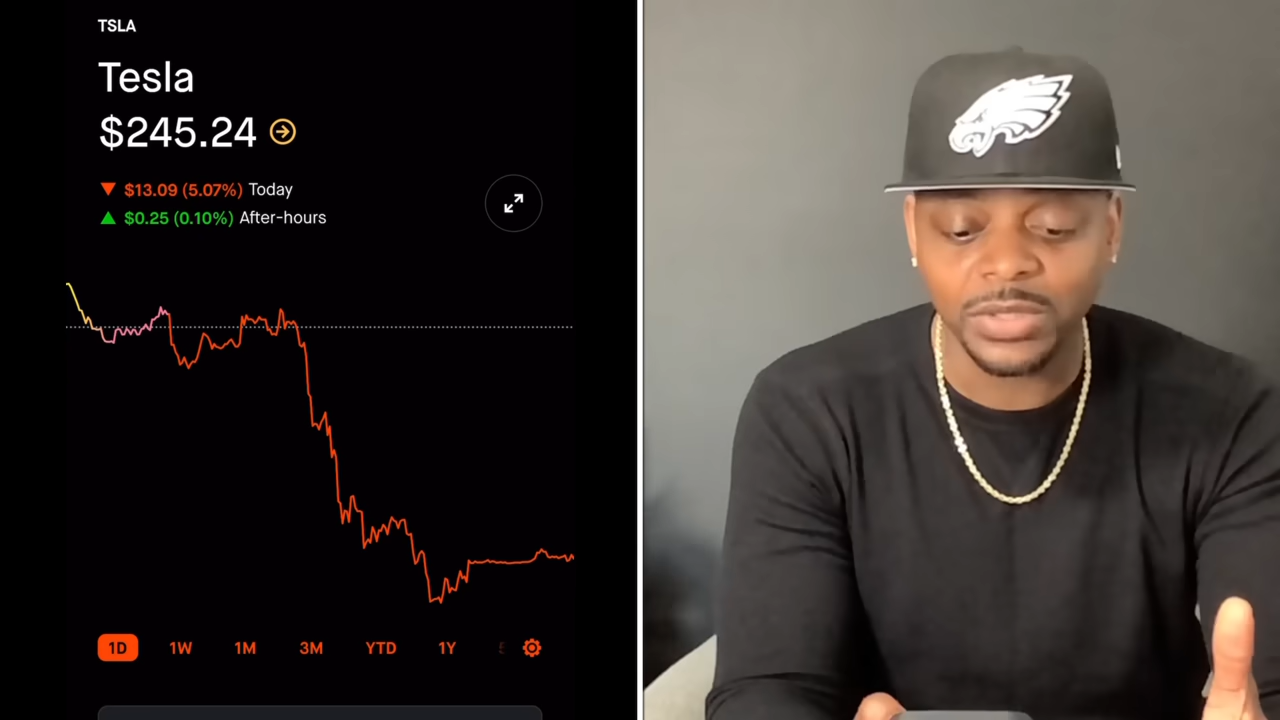 TSLA
Tesla
$245.24
$13.09 (5.07%) Today
$0.25 (0.10%) After-hours
1D 1W 1M 3M YTD 1Y